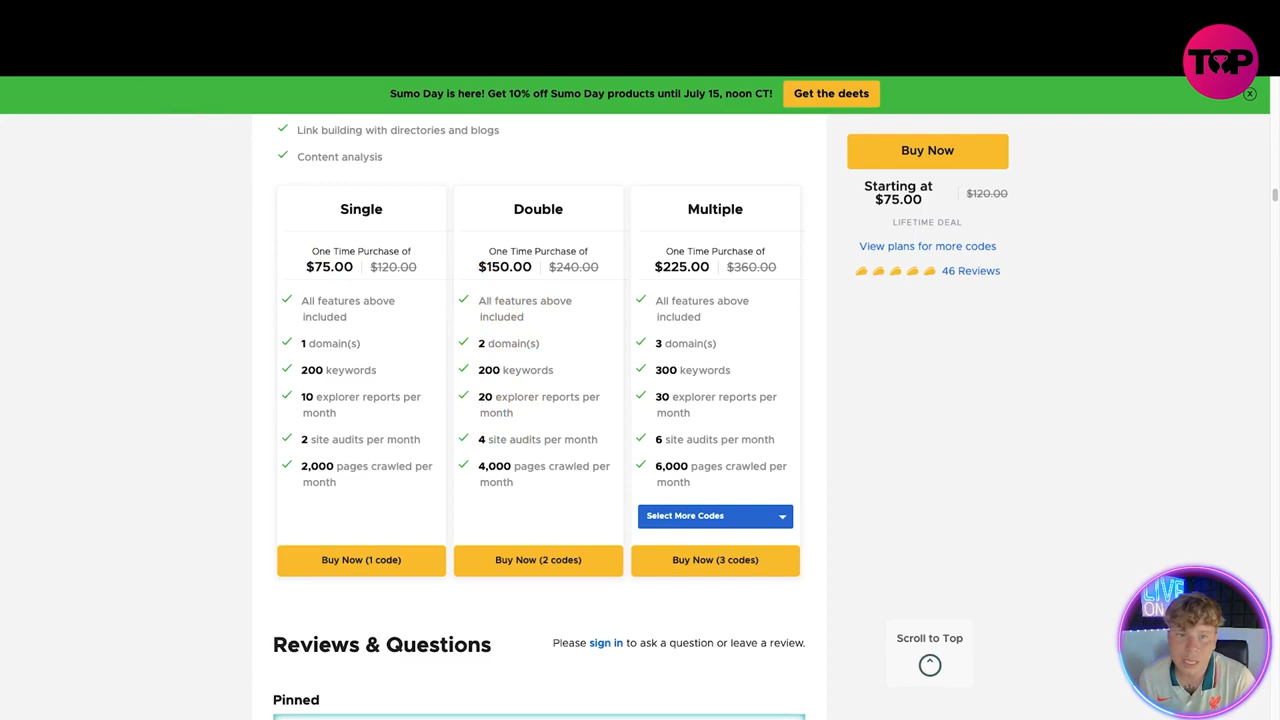 TOP
Sumo Day is here! Get 10% off Sumo Day products until July 15, noon CT!
Get the deets
Link building with directories and blogs
Content analysis
Buy Now
Starting at
$75.00
$120.00
LIFETIME DEAL
View plans for more codes
46 Reviews
Single
One Time Purchase of
$75.00
$120.00
All features above
included
1 domain(s)
200 keywords
10 explorer reports per
month
2 site audits per month
2,000 pages crawled per
month
Buy Now (1 code)
Double
One Time Purchase of
$150.00
$240.00
All features above
included
2 domain(s)
200 keywords
20 explorer reports per
month
4 site audits per month
4,000 pages crawled per
month
Buy Now (2 codes)
Multiple
One Time Purchase of
$225.00
$360.00
All features above
included
3 domain(s)
300 keywords
30 explorer reports per
month
6 site audits per month
6,000 pages crawled per
month
Select More Codes
Buy Now (3 codes)
Reviews & Questions
Please sign in to ask a question or leave a review.
Pinned
Scroll to Top
LIVE
ON